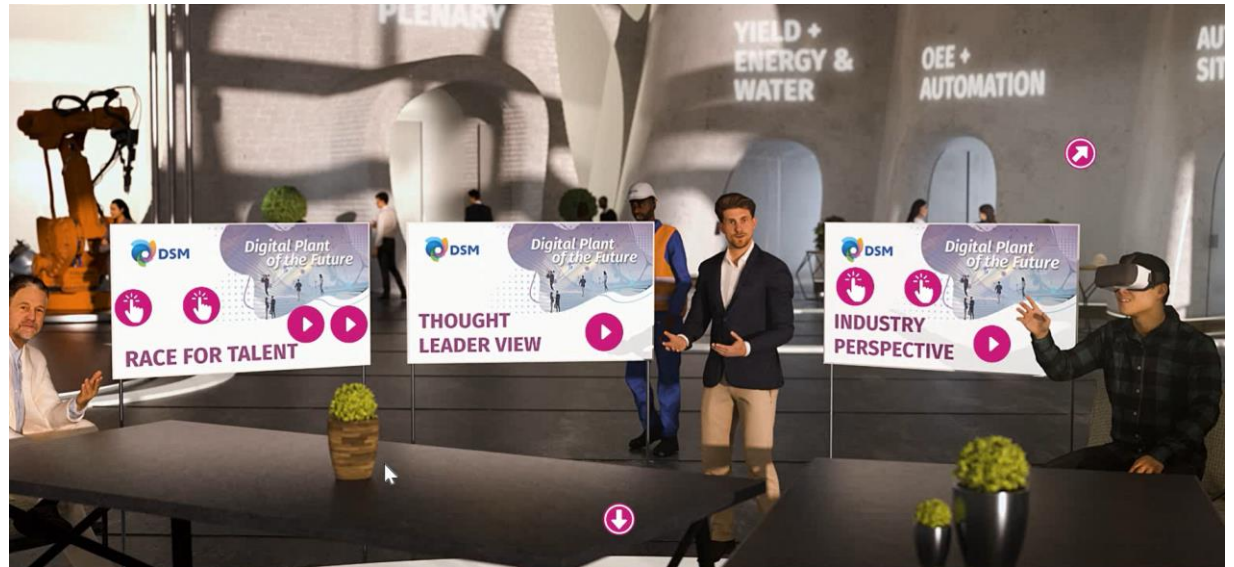 PLENARY
YIELD +
ENERGY &
WATER
OEE +
AUTOMATION
DSM
Digital Plant
of the Future
RACE FOR TALENT
DSM
Digital Plant
of the Future
THOUGHT
LEADER VIEW
DSM
Digital Plant
of the Future
INDUSTRY
PERSPECTIVE